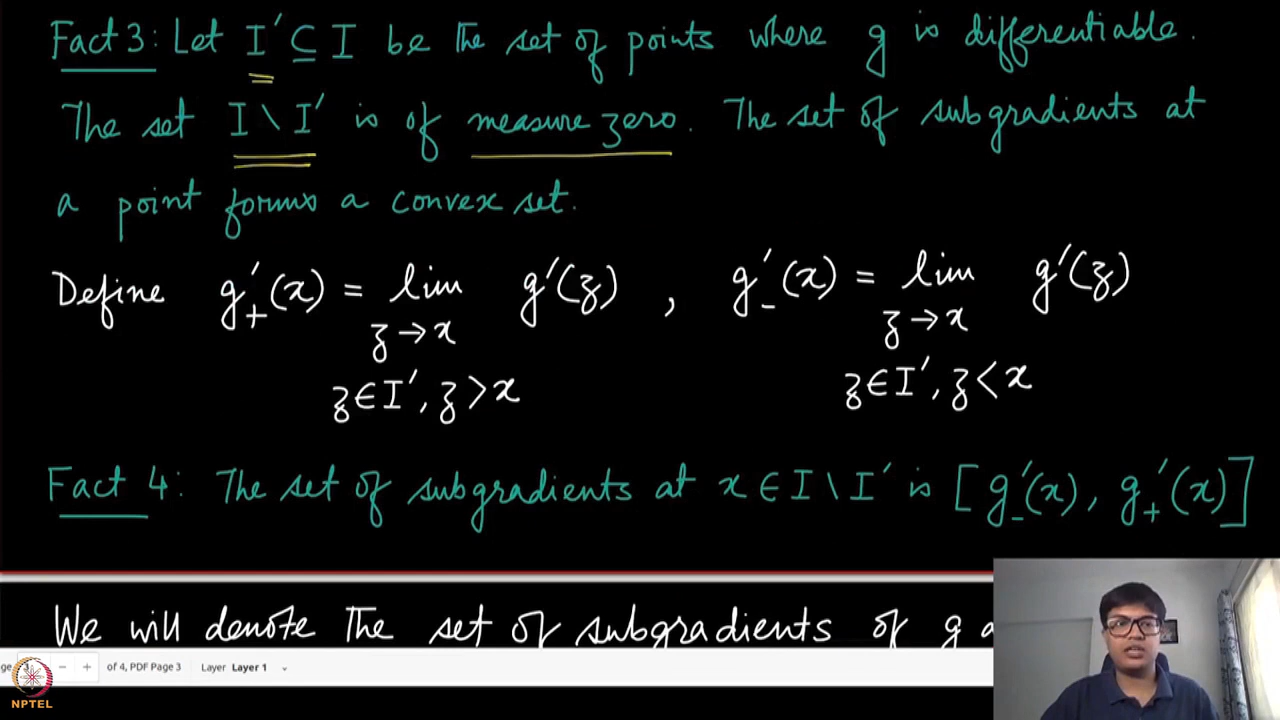 Fact 3: Let I′ ⊆ I be the set of points where g is differentiable.
The set I \ I′ is of measure zero. The set of subgradients at
a point forms a convex set.
Define g′₊(x) = lim g′(z) , g′₋(x) = lim g′(z)
z→x z→x
z∈I′, z>x z∈I′, z<x
Fact 4: The set of subgradients at x ∈ I \ I′ is [g′₋(x), g′₊(x)]
We will denote the set of subgradients of g
ge − + of 4, PDF Page 3 Layer Layer 1
NPTEL